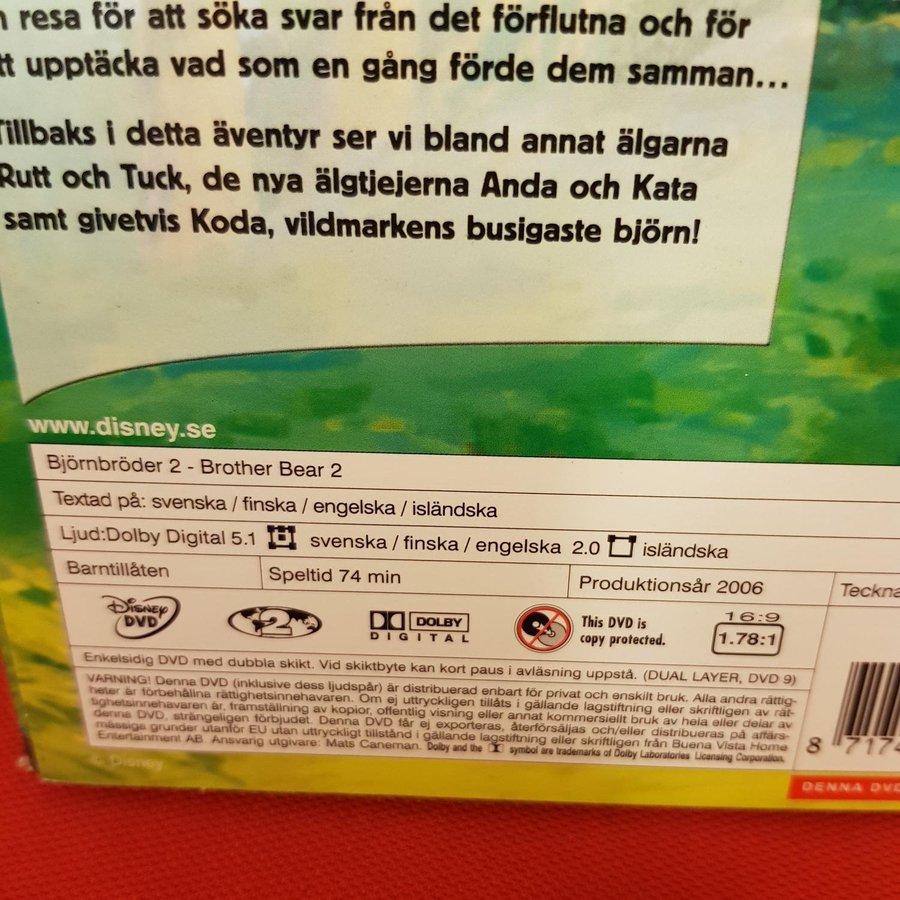 resa för att söka svar från det förflutna och för
upptäcka vad som en gång förde dem samman...
Tillbaks i detta äventyr ser vi bland annat älgarna
Rutt och Tuck, de nya älgtjejerna Anda och Kata
samt givetvis Koda, vildmarkens busigaste björn!
www.disney.se
Björnbröder 2 - Brother Bear 2
Textad på: svenska / finska / engelska / isländska
Ljud:Dolby Digital 5.1 svenska / finska / engelska 2.0 isländska
Barntillåten Speltid 74 min Produktionsår 2006 Teckna
DISNEY DVD 2 DOLBY DIGITAL This DVD is copy protected. 16:9 1.78:1
Enkelsidig DVD med dubbla skikt. Vid skiktbyte kan kort paus i avläsning uppstå. (DUAL LAYER, DVD 9)
VARNING! Denna DVD (inklusive dess ljudspår) är distribuerad enbart för privat och enskilt bruk. Alla andra rättig-
heter är förbehållna rättighetsinnehavaren. Om ej uttryckligen tillåts i gällande lagstiftning eller skriftligen av rät-
tighetsinnehavaren är, framställning av kopior, offentlig visning eller annat kommersiellt bruk av hela eller delar av
denna DVD, strängeligen förbjudet. Denna DVD får ej exporteras, återförsäljas och/eller distribueras på affärs-
mässiga grunder utanför EU utan uttryckligt tillstånd i gällande lagstiftning eller skriftligen från Buena Vista Home
Entertainment AB. Ansvarig utgivare: Mats Caneman. Dolby and the symbol are trademarks of Dolby Laboratories Licensing Corporation.
8 7174
© Disney
DENNA DVD